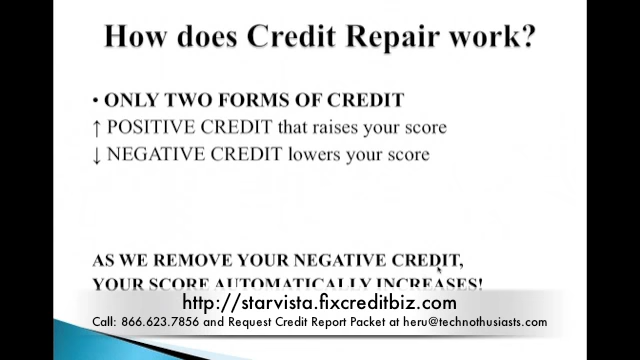 How does Credit Repair work?
• ONLY TWO FORMS OF CREDIT
↑ POSITIVE CREDIT that raises your score
↓ NEGATIVE CREDIT lowers your score
AS WE REMOVE YOUR NEGATIVE CREDIT,
YOUR SCORE AUTOMATICALLY INCREASES!
http://starvista.fixcreditbiz.com
Call: 866.623.7856 and Request Credit Report Packet at heru@technothusiasts.com